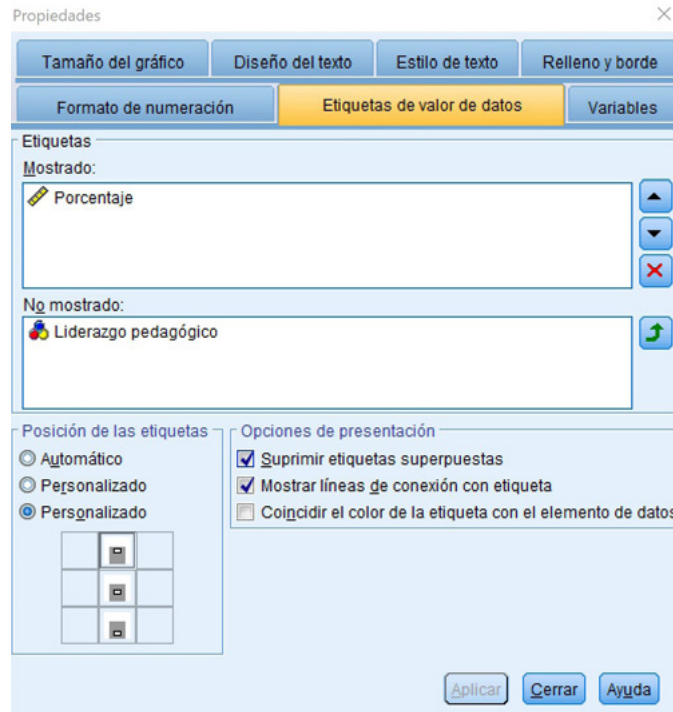 Propiedades
Tamaño del gráfico
Diseño del texto
Estilo de texto
Relleno y borde
Formato de numeración
Etiquetas de valor de datos
Variables
Etiquetas
Mostrado:
Porcentaje
No mostrado:
Liderazgo pedagógico
Posición de las etiquetas
Automático
Personalizado
Personalizado
Opciones de presentación
Suprimir etiquetas superpuestas
Mostrar líneas de conexión con etiqueta
Coincidir el color de la etiqueta con el elemento de datos
Aplicar
Cerrar
Ayuda